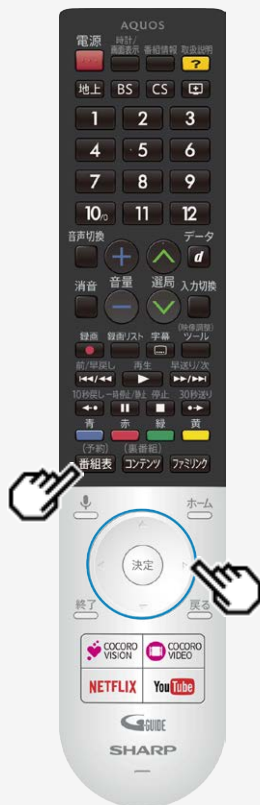 AQUOS
電源 時計/画面表示 番組情報 取扱説明
?
地上 BS CS
1 2 3
4 5 6
7 8 9
10/0 11 12
音声切換 + データ
d
消音 音量 選局 入力切換
−
(映像調整)
録画 録画リスト 字幕 ツール
前/早戻し 再生 早送り/次
10秒戻し 一時停止/静止 停止 30秒送り
青 赤 緑 黄
(予約) (裏番組)
番組表 コンテンツ ファミリンク
ホーム
決定
終了 戻る
COCORO VISION COCORO VIDEO
NETFLIX YouTube
G-GUIDE
SHARP